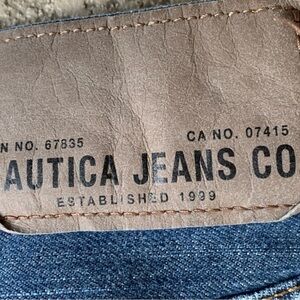 N NO. 67835 CA NO. 07415
AUTICA JEANS CO
ESTABLISHED 1999